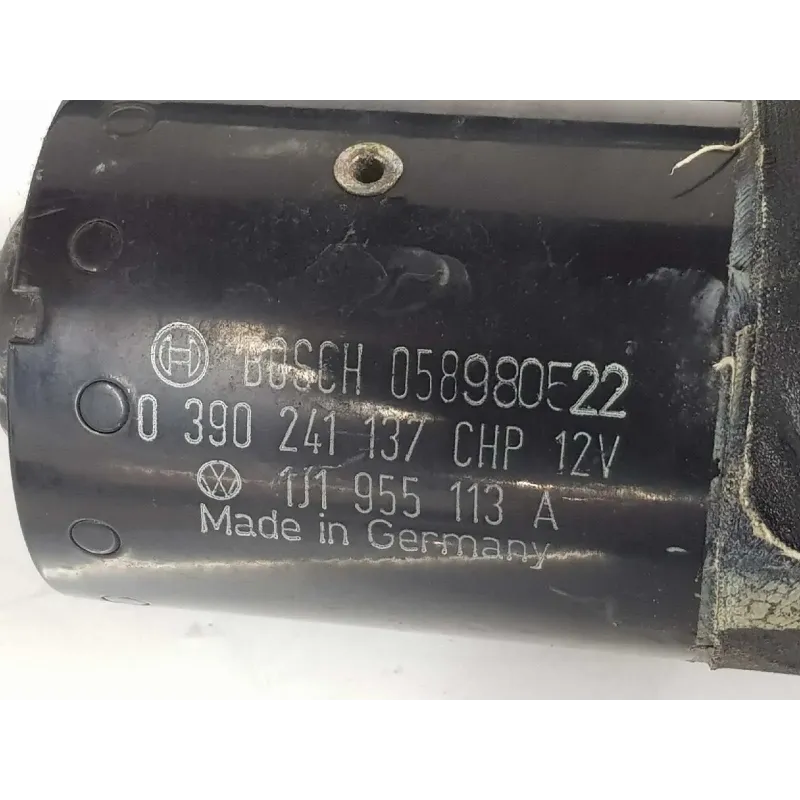 BOSCH 058980522
0 390 241 137 CHP 12V
1J1 955 113 A
Made in Germany